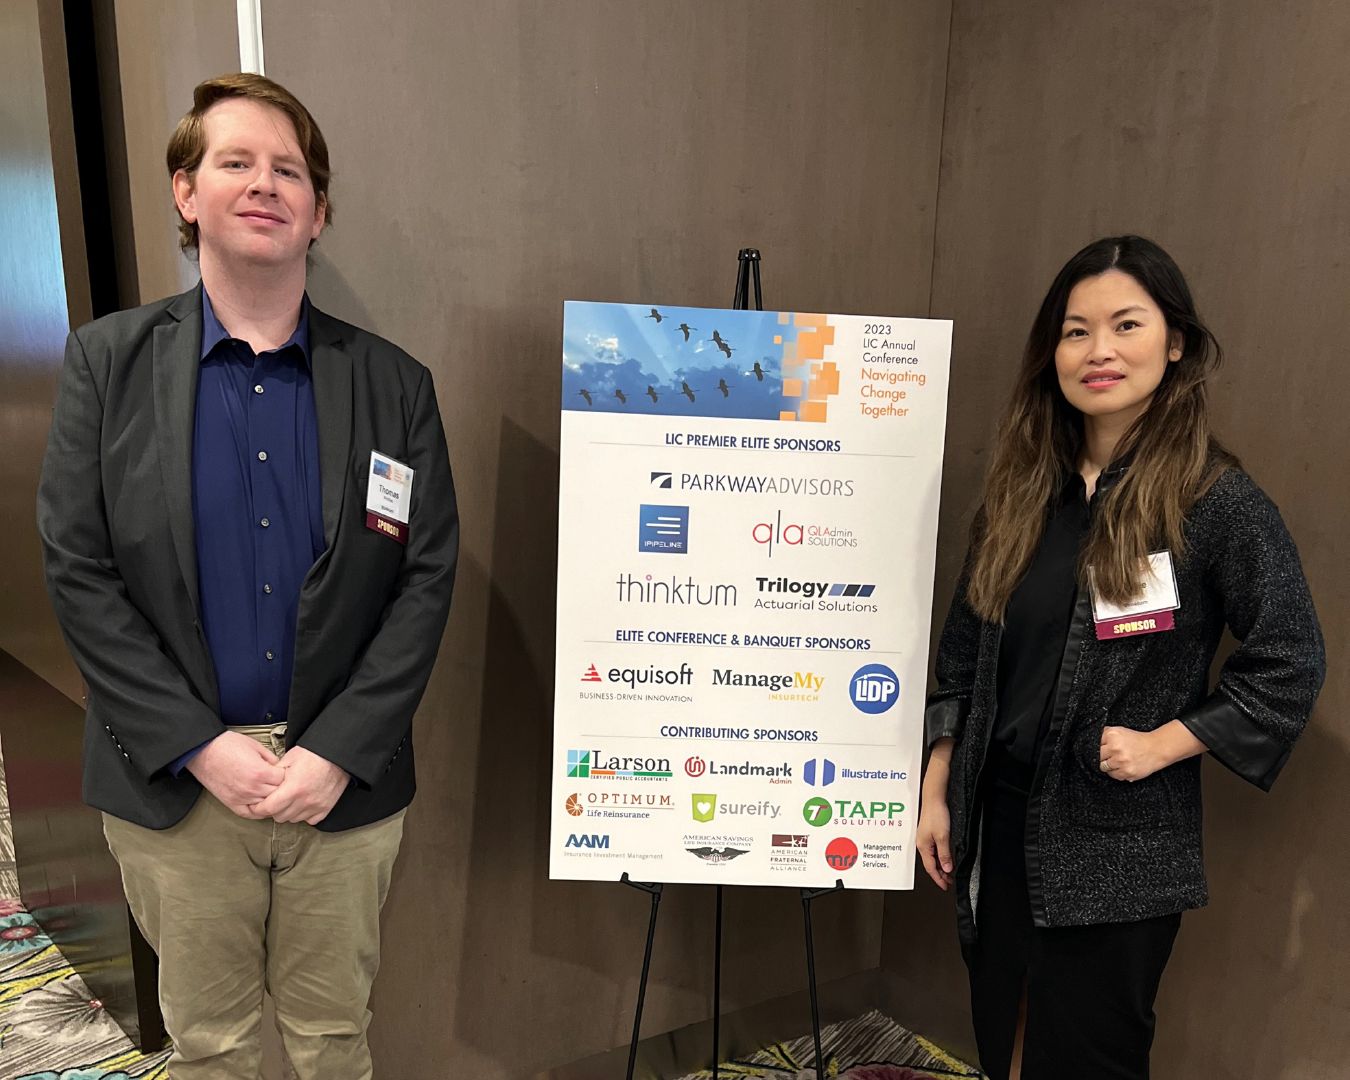 2023
LIC Annual
Conference
Navigating
Change
Together
LIC PREMIER ELITE SPONSORS
PARKWAYADVISORS
IPIPELINE
qla QLAdmin
SOLUTIONS
thinktum
Trilogy
Actuarial Solutions
ELITE CONFERENCE & BANQUET SPONSORS
equisoft
BUSINESS-DRIVEN INNOVATION
ManageMy
INSURTECH
LIDP
CONTRIBUTING SPONSORS
Larson
CERTIFIED PUBLIC ACCOUNTANTS
Landmark
Admin
illustrate inc
OPTIMUM®
Life Reinsurance
sureify
TAPP
SOLUTIONS
AAM
Insurance Investment Management
AMERICAN SAVINGS
LIFE INSURANCE COMPANY
AMERICAN
FRATERNAL
ALLIANCE
mrs
Management
Research
Services
Thomas
SPONSOR
SPONSOR